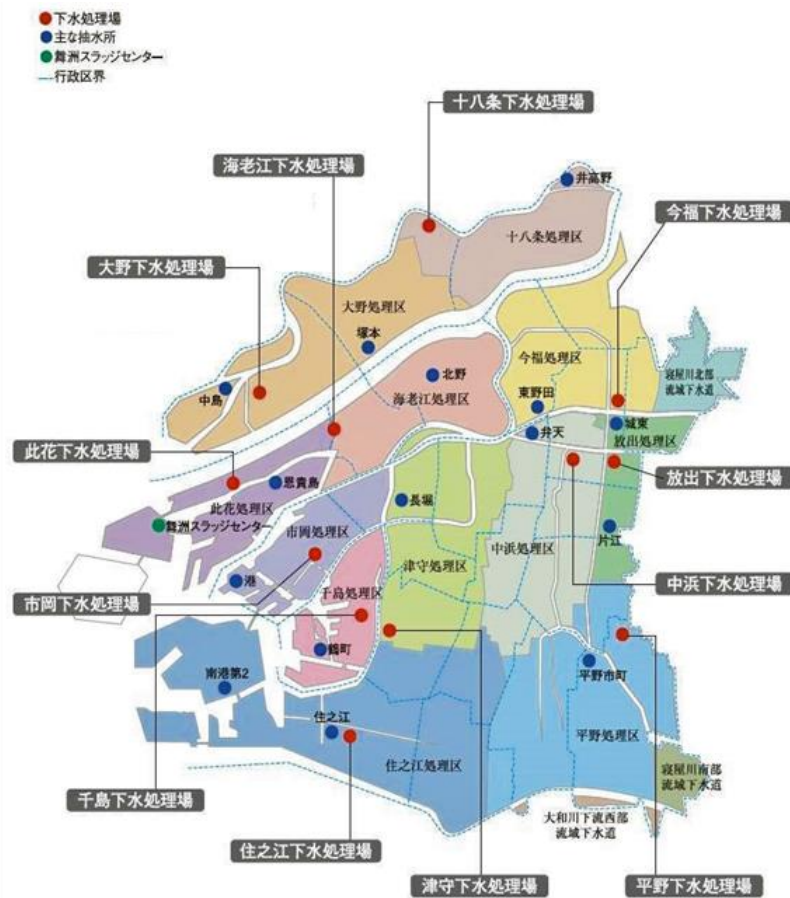 下水処理場
主な抽水所
舞洲スラッジセンター
行政区界
十八条下水処理場
海老江下水処理場
井高野
今福下水処理場
十八条処理区
大野下水処理場
大野処理区
塚本
今福処理区
寝屋川北部
流域下水道
北野
中島
海老江処理区
東野田
城東
弁天
放出処理区
此花下水処理場
放出下水処理場
恩貴島
此花処理区
長堀
舞洲スラッジセンター
市岡処理区
片江
中浜処理区
津守処理区
港
中浜下水処理場
千島処理区
市岡下水処理場
鶴町
平野市町
南港第2
住之江
平野処理区
住之江処理区
寝屋川南部
流域下水道
千島下水処理場
大和川下流西部
流域下水道
住之江下水処理場
津守下水処理場
平野下水処理場